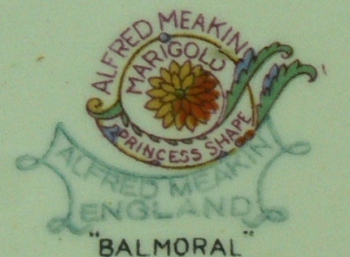 ALFRED MEAKIN
MARIGOLD
PRINCESS SHAPE
ALFRED MEAKIN
ENGLAND
"BALMORAL"